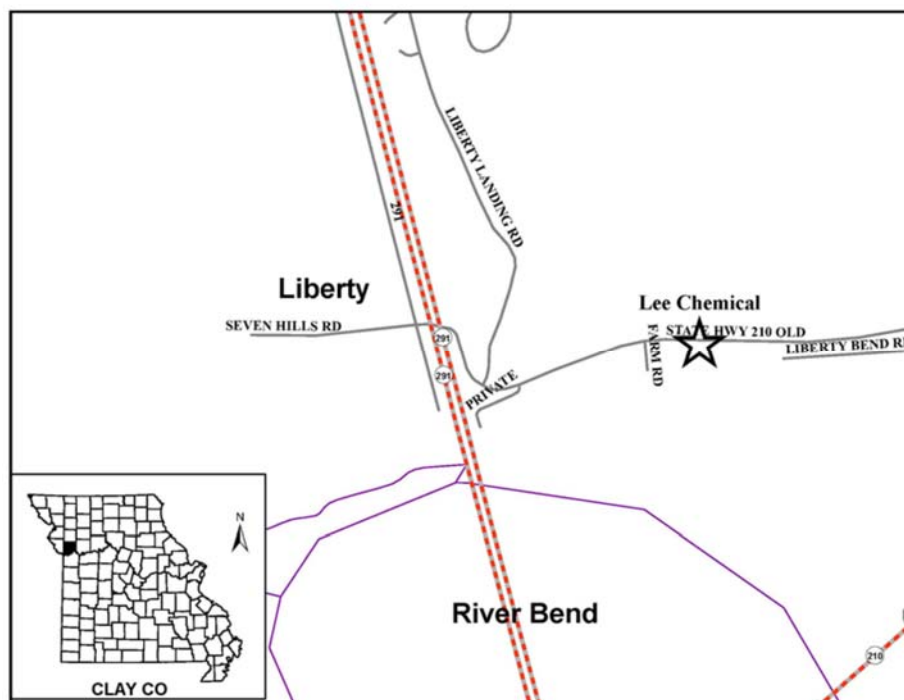 LIBERTY LANDING RD
291
Liberty
SEVEN HILLS RD
291
291
PRIVATE
Lee Chemical
STATE HWY 210 OLD
FARM RD
LIBERTY BEND R
River Bend
210
N
CLAY CO